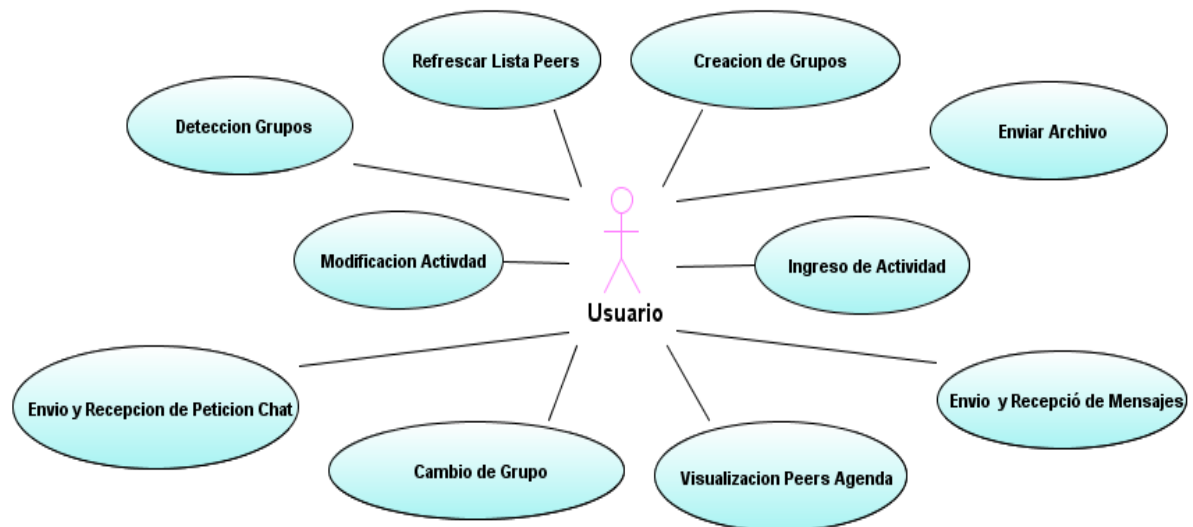 Refrescar Lista Peers
Creacion de Grupos
Deteccion Grupos
Enviar Archivo
Modificacion Activdad
Ingreso de Actividad
Usuario
Envio y Recepcion de Peticion Chat
Envio y Recepció de Mensajes
Cambio de Grupo
Visualizacion Peers Agenda